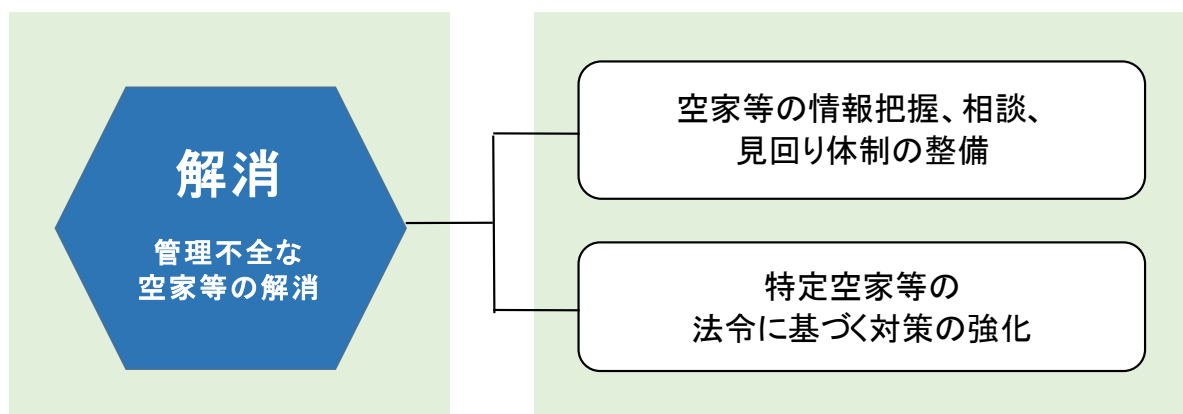 解消
管理不全な
空家等の解消
空家等の情報把握、相談、
見回り体制の整備
特定空家等の
法令に基づく対策の強化